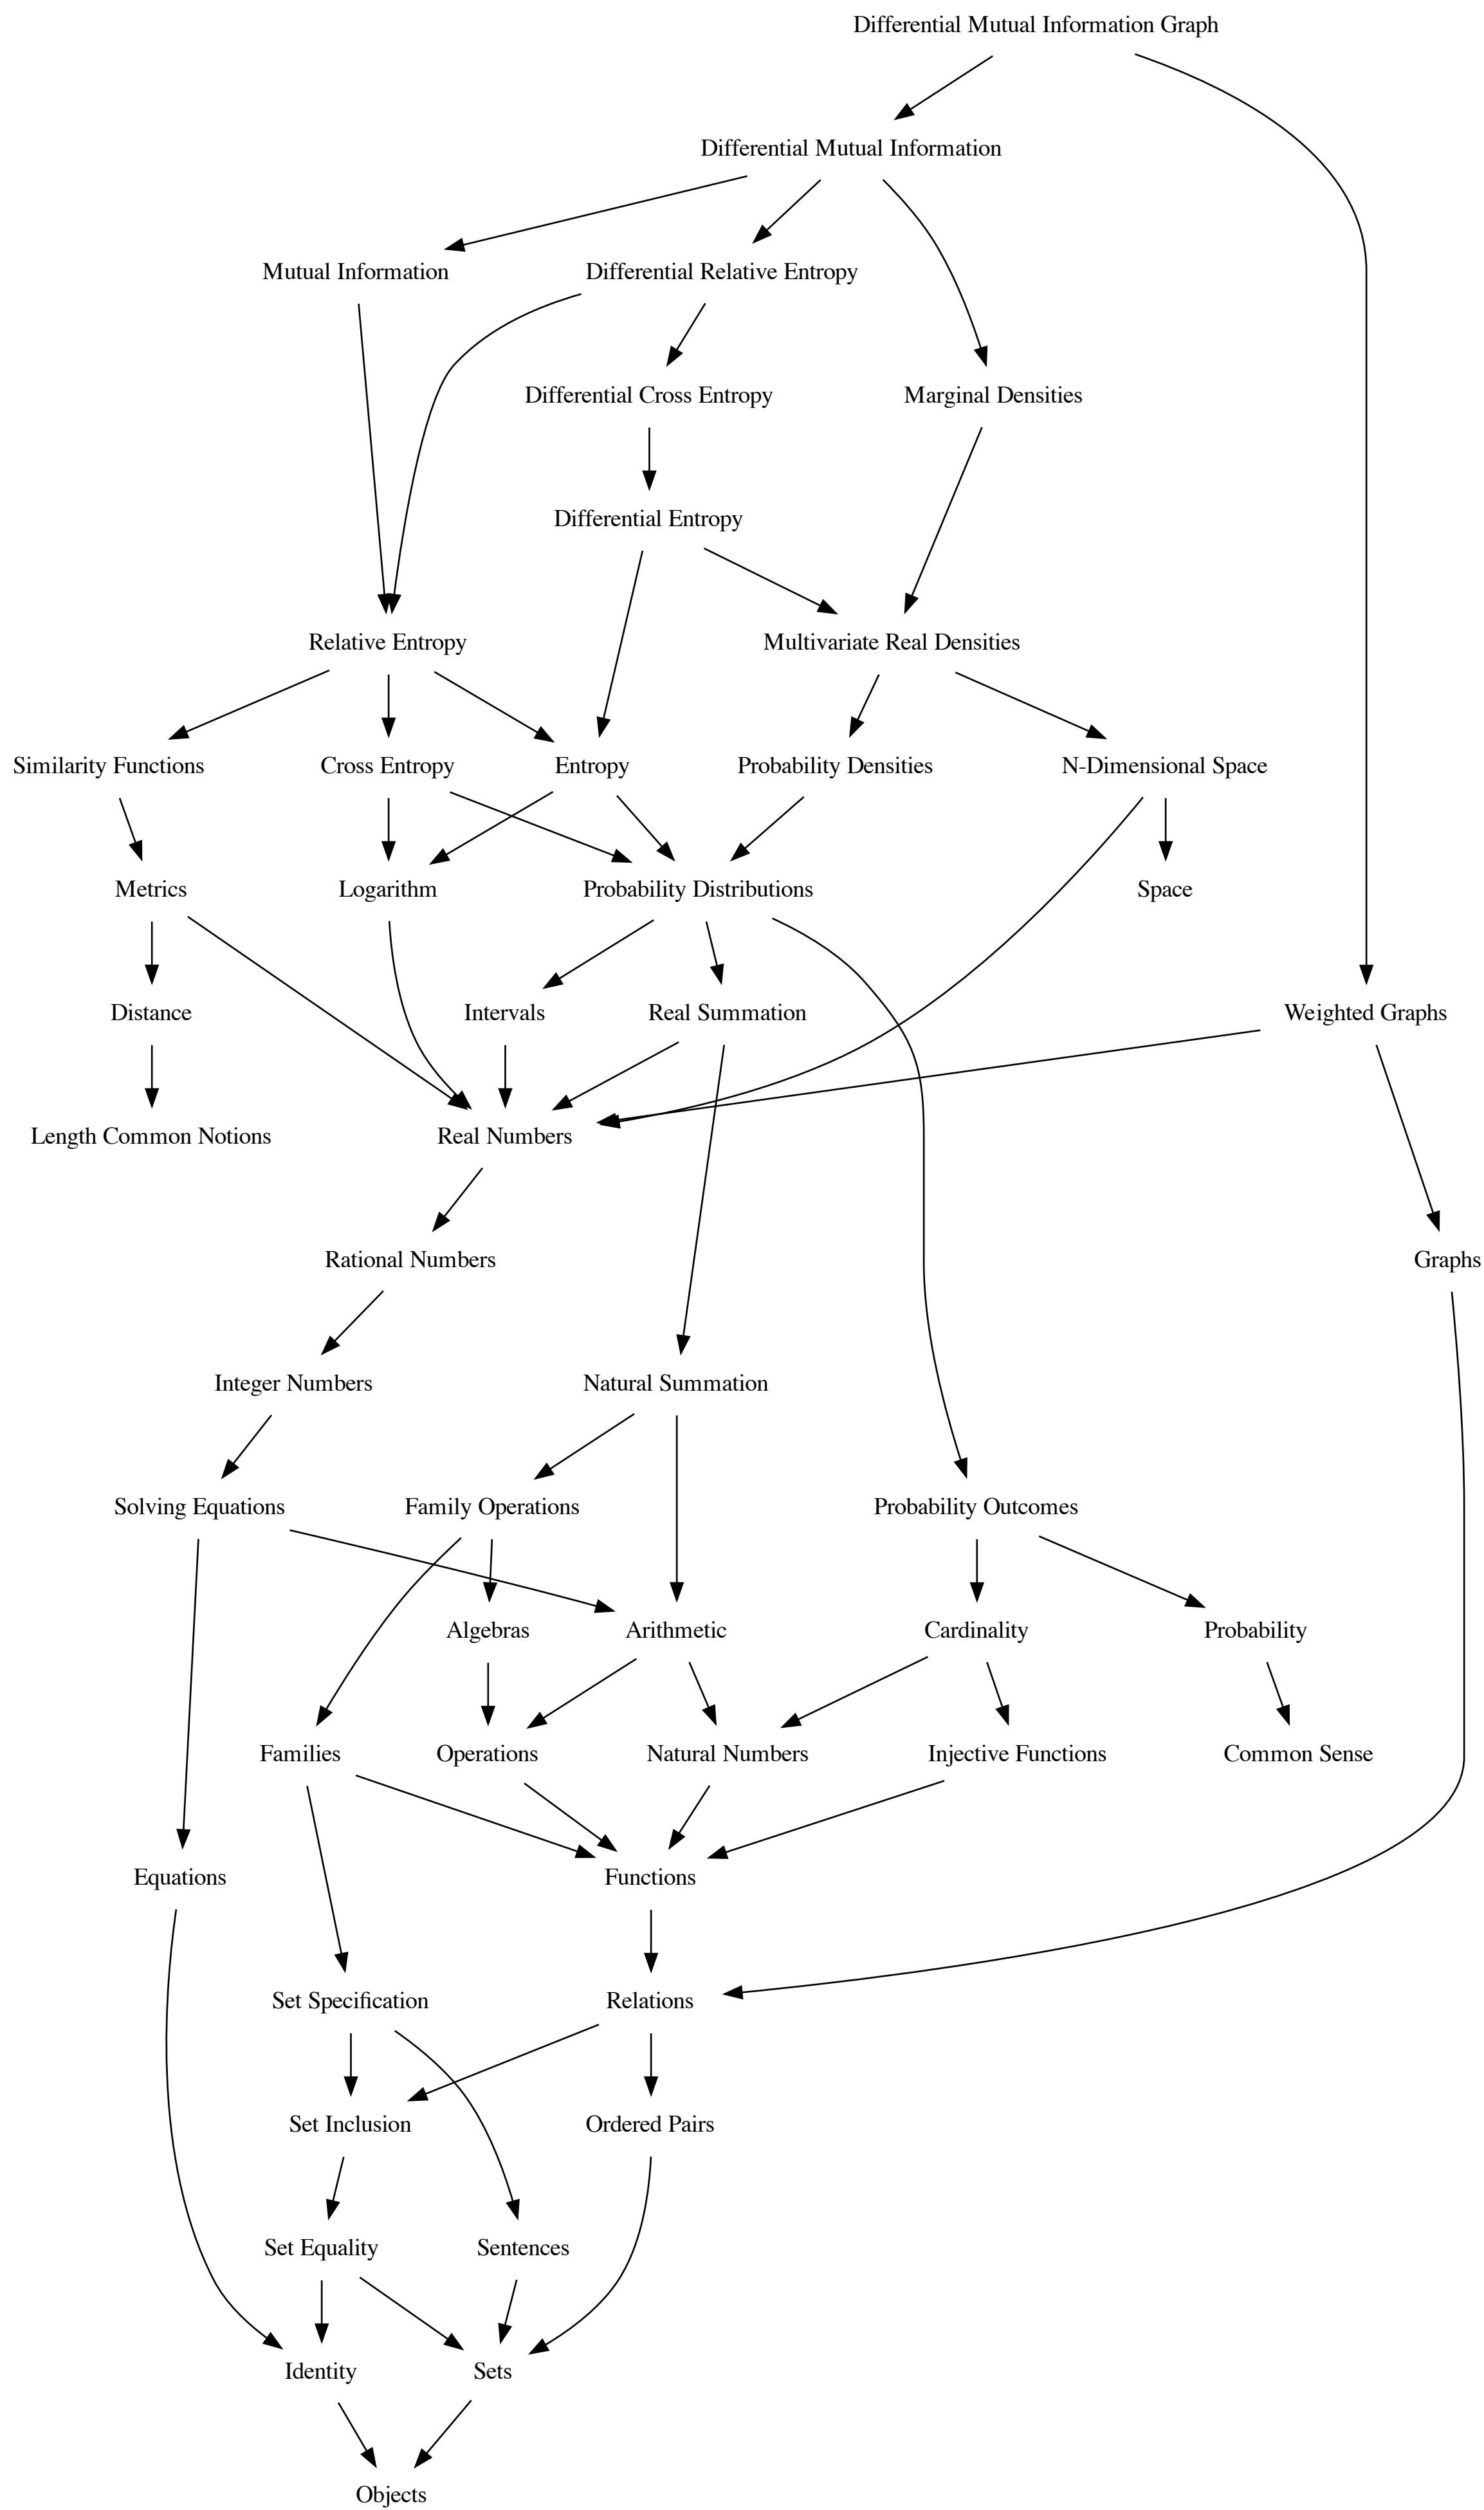 Differential Mutual Information Graph
Differential Mutual Information
Mutual Information
Differential Relative Entropy
Differential Cross Entropy
Marginal Densities
Differential Entropy
Relative Entropy
Multivariate Real Densities
Similarity Functions
Cross Entropy
Entropy
Probability Densities
N-Dimensional Space
Metrics
Logarithm
Probability Distributions
Space
Distance
Intervals
Real Summation
Weighted Graphs
Length Common Notions
Real Numbers
Rational Numbers
Graphs
Integer Numbers
Natural Summation
Solving Equations
Family Operations
Probability Outcomes
Algebras
Arithmetic
Cardinality
Probability
Families
Operations
Natural Numbers
Injective Functions
Common Sense
Equations
Functions
Set Specification
Relations
Set Inclusion
Ordered Pairs
Set Equality
Sentences
Identity
Sets
Objects